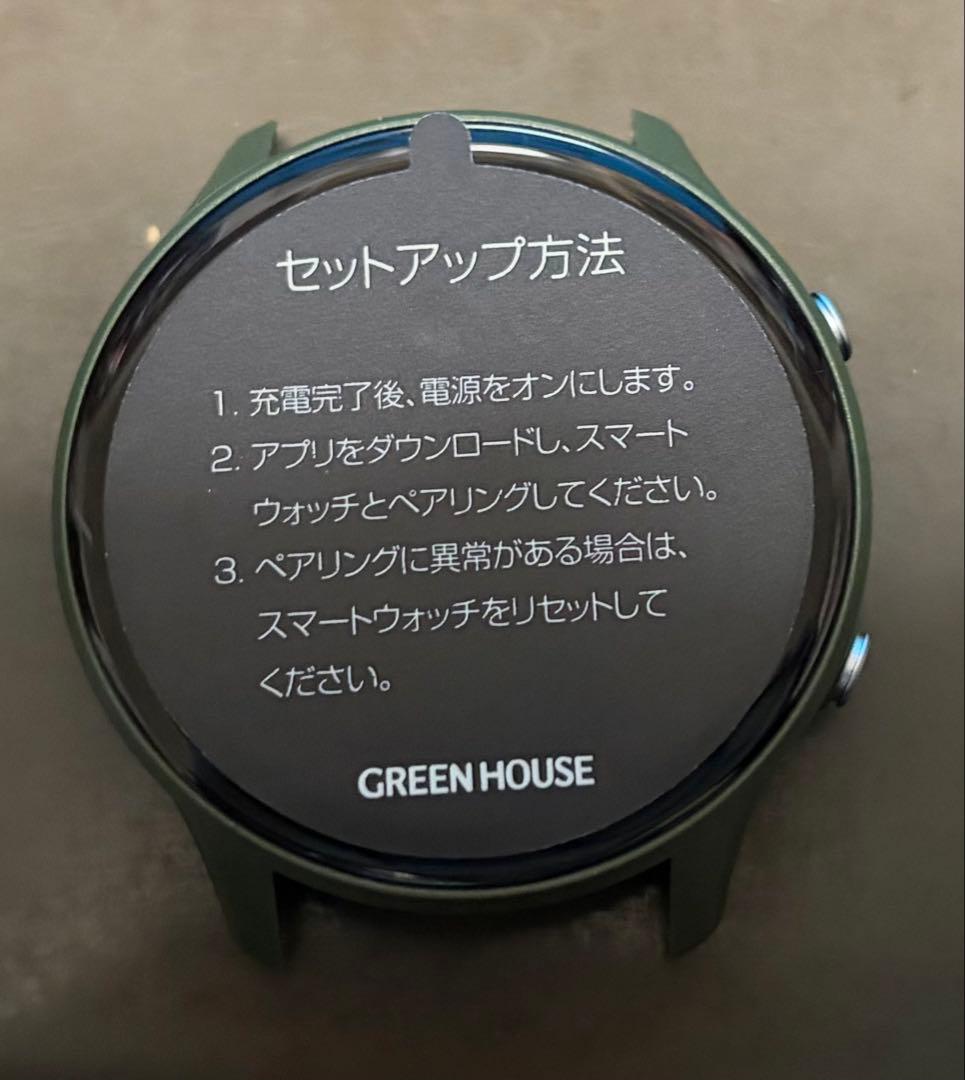 セットアップ方法
1. 充電完了後、電源をオンにします。
2. アプリをダウンロードし、スマート
ウォッチとペアリングしてください。
3. ペアリングに異常がある場合は、
スマートウォッチをリセットして
ください。
GREEN HOUSE